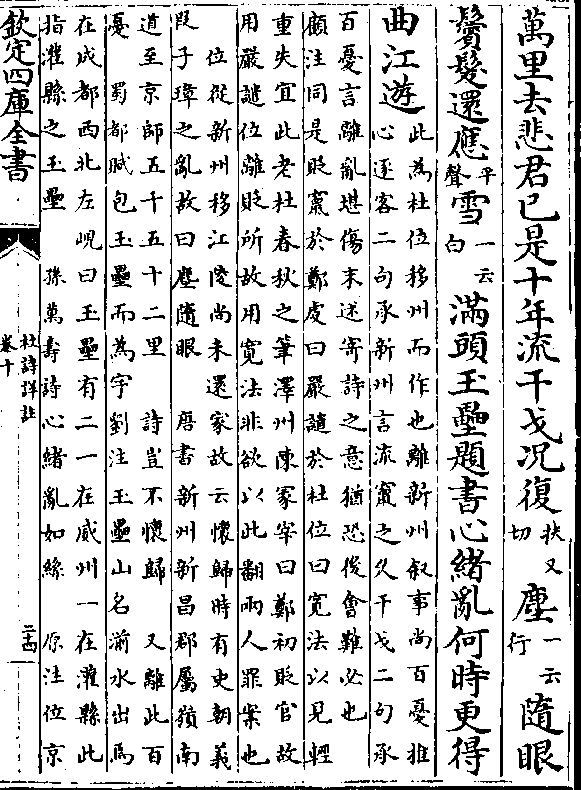 萬里去悲君已是十年流干戈况復扶又切塵一云行隨眼
鬢髮還應平聲雪一云白滿頭玉壘題書心緒亂何時更得
曲江遊此為杜位移州而作也離新州叙事尚百憂推
心逐客二句承新州言流竄之久干戈二句承
百憂言離亂堪傷末述寄詩之意猶恐後會難必也
顧注同是貶竄於鄭虔曰嚴譴於杜位曰寛法以見輕
重失宜此老杜春秋之筆澤州陳冡宰曰鄭初貶官故
用嚴譴位離貶所故用寛法非欲以此翻兩人罪案也
位從新州移江陵尚未還家故云懷歸時有史朝義
叚子璋之亂故曰塵隨眼 唐書新州新昌郡屬嶺南
道至京師五千五十二里 詩豈不懷歸 又離此百
憂 蜀都賦包玉壘而為宇劉注玉壘山名湔水出焉
在成都西北左峴曰玉壘有二一在威州一在灌縣此
指灌縣之玉壘 孫萬壽詩心緒亂如絲 原注位京
欽定四庫全書
杜詩詳註
卷十
二十四